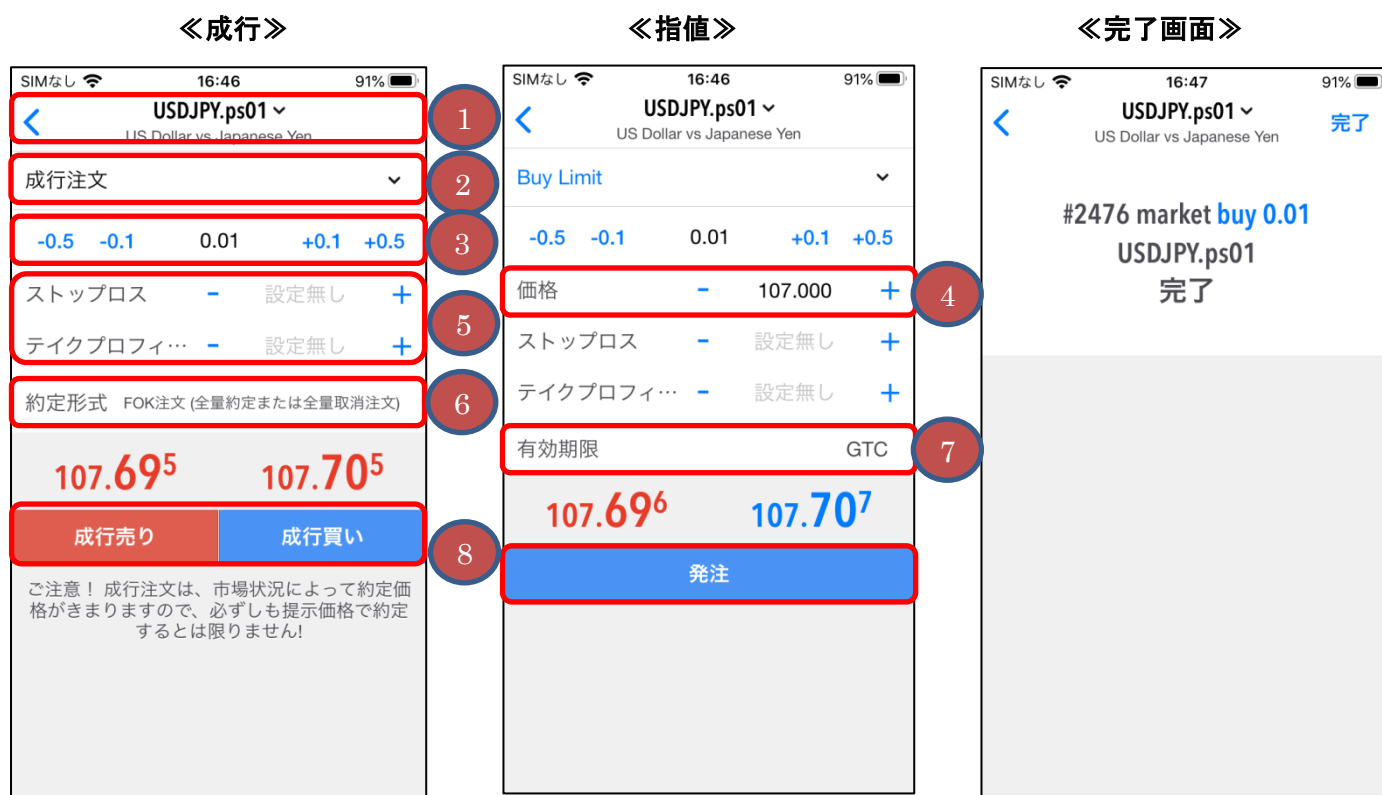 ≪成行≫
SIMなし 16:46 91%
USDJPY.ps01
US Dollar vs Japanese Yen
1
成行注文
2
-0.5 -0.1 0.01 +0.1 +0.5
3
ストップロス - 設定無し +
テイクプロフィ… - 設定無し +
5
約定形式 FOK注文 (全量約定または全量取消注文)
6
107.695 107.705
成行売り 成行買い
8
ご注意！ 成行注文は、市場状況によって約定価
格がきまりますので、必ずしも提示価格で約定
するとは限りません!
≪指値≫
SIMなし 16:46 91%
USDJPY.ps01
US Dollar vs Japanese Yen
Buy Limit
-0.5 -0.1 0.01 +0.1 +0.5
価格 - 107.000 +
4
ストップロス - 設定無し +
テイクプロフィ… - 設定無し +
有効期限 GTC
7
107.696 107.707
発注
≪完了画面≫
SIMなし 16:47 91%
USDJPY.ps01
US Dollar vs Japanese Yen
完了
#2476 market buy 0.01
USDJPY.ps01
完了